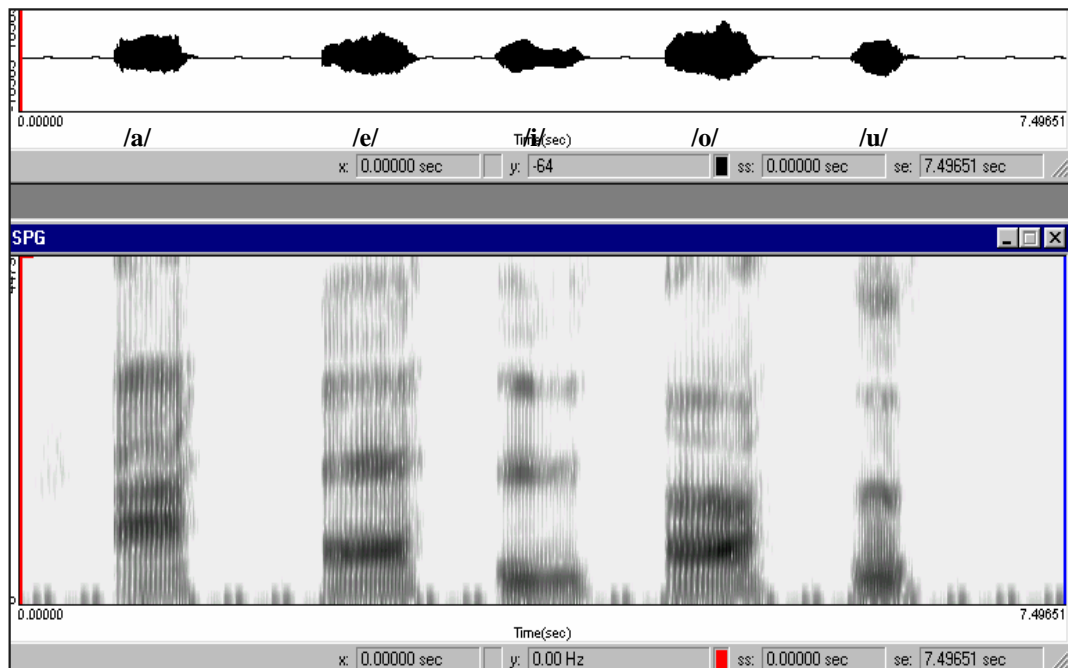 0.00000 7.49651
/a/ /e/ /i/ /o/ /u/
Time(sec)
x: 0.00000 sec y: -64 ss: 0.00000 sec se: 7.49651 sec
SPG
0.00000 7.49651
Time(sec)
x: 0.00000 sec y: 0.00 Hz ss: 0.00000 sec se: 7.49651 sec